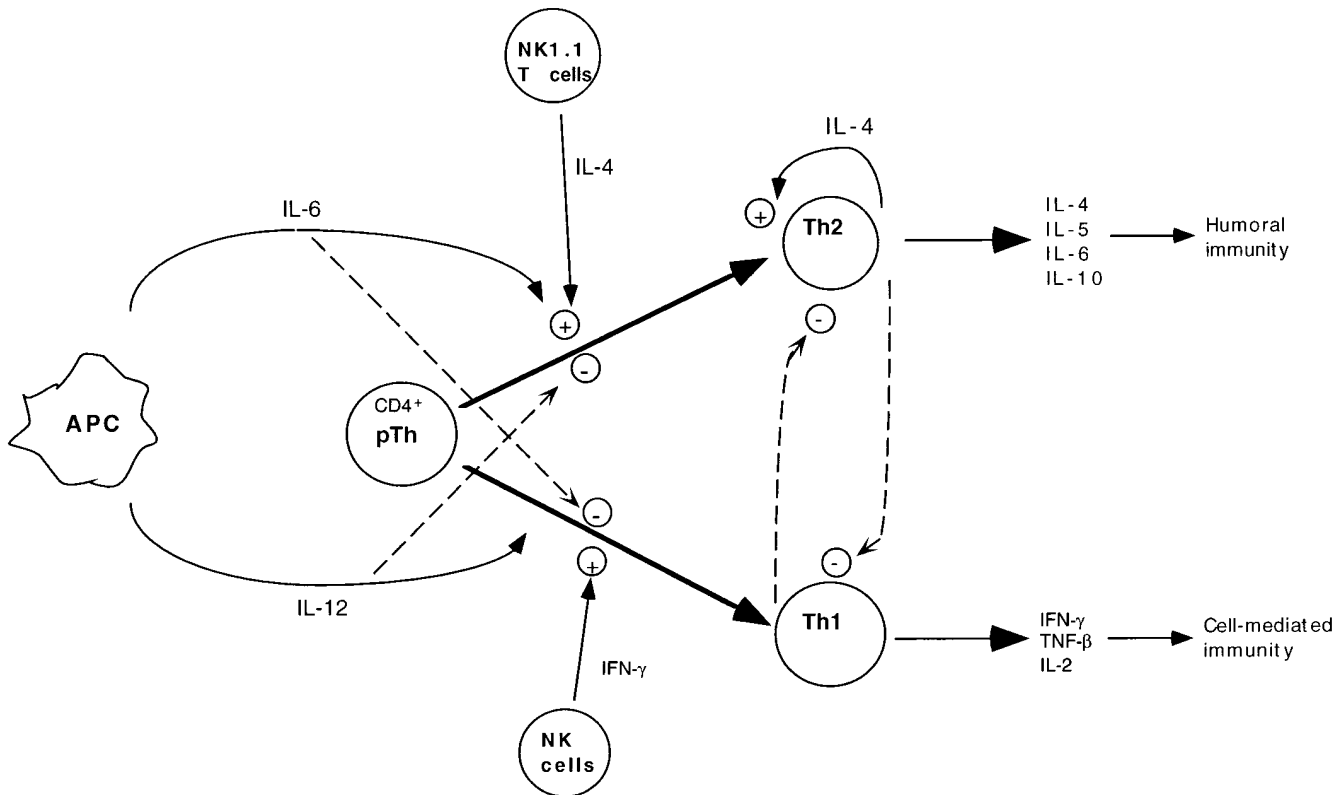 NK1.1
T cells
IL-4
IL-4
IL-6
+
Th2
IL-4
IL-5
IL-6
IL-10
Humoral
immunity
+
-
-
APC
CD4+
pTh
-
+
-
IL-12
Th1
IFN-γ
TNF-β
IL-2
Cell-mediated
immunity
IFN-γ
NK
cells